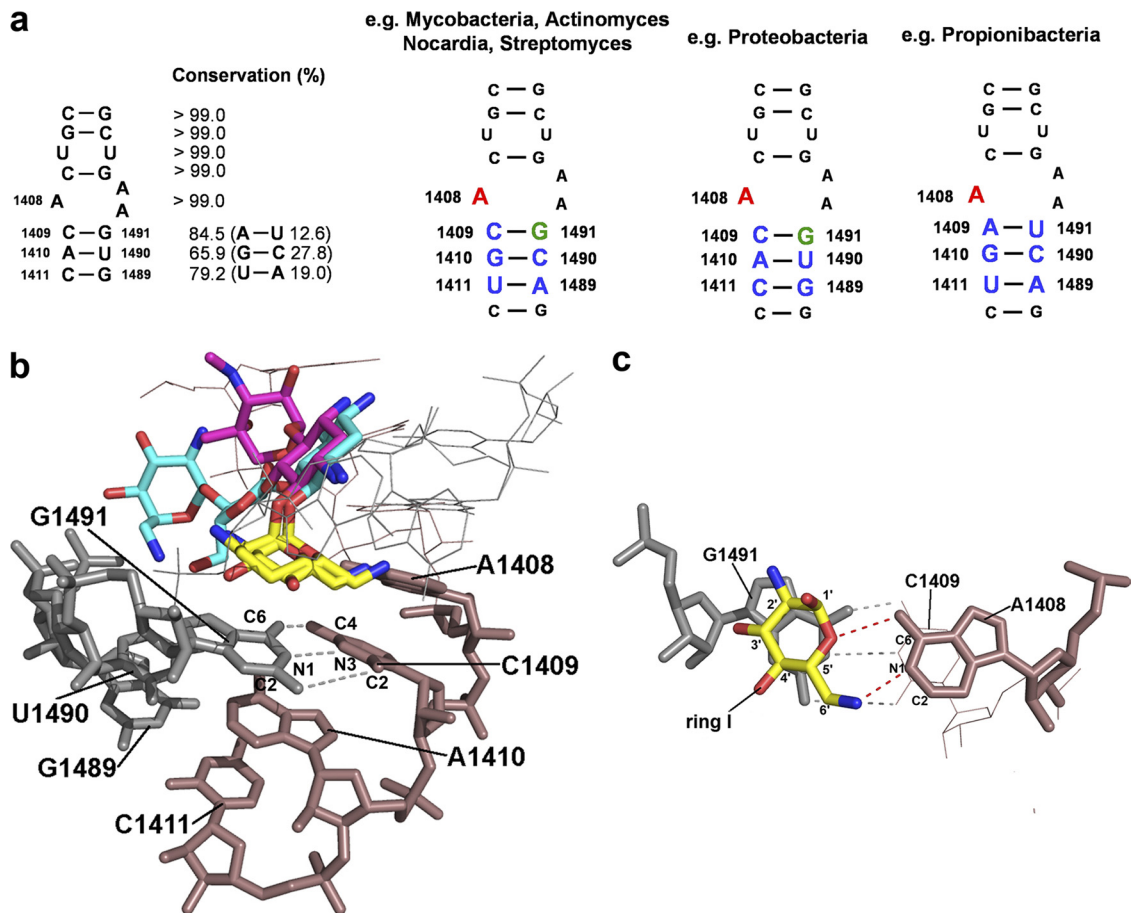 a
Conservation (%)
C – G > 99.0
G C > 99.0
U U > 99.0
C G > 99.0
A
1408 A > 99.0
A
1409 C – G 1491 84.5 (A – U 12.6)
1410 A – U 1490 65.9 (G – C 27.8)
1411 C – G 1489 79.2 (U – A 19.0)
e.g. Mycobacteria, Actinomyces
Nocardia, Streptomyces
C – G
G C
U U
C – G
A
1408 A
A
1409 C – G 1491
1410 G – C 1490
1411 U – A 1489
C – G
e.g. Proteobacteria
C – G
G C
U U
C – G
A
1408 A
A
1409 C – G 1491
1410 A – U 1490
1411 C – G 1489
C – G
e.g. Propionibacteria
C – G
G C
U U
C – G
A
1408 A
A
1409 A – U 1491
1410 G – C 1490
1411 U – A 1489
C – G
b
G1491
A1408
C6
C4
N1
N3
C1409
C2
C2
U1490
G1489
A1410
C1411
c
G1491
C1409
A1408
1'
2'
3'
4'
5'
6'
C6
N1
C2
ring I